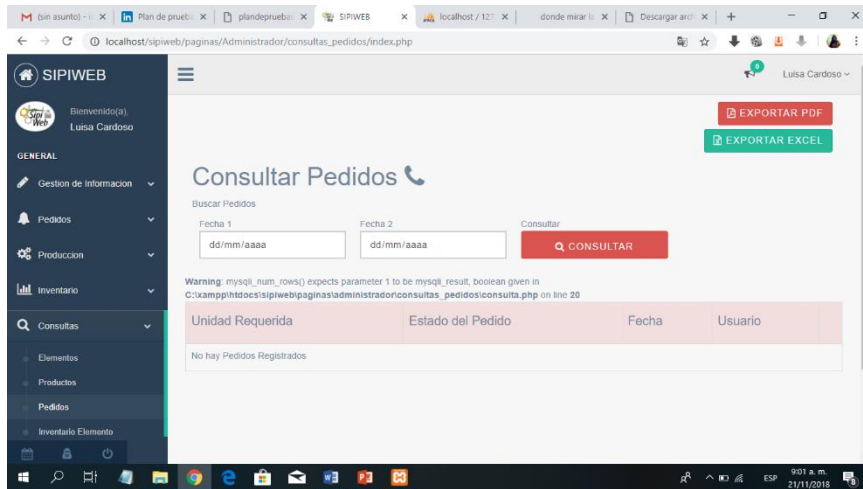 (sin asunto) - i
Plan de prueb
plandeprueba
SIPIWEB
localhost / 127
donde mirar l
Descargar arc
localhost/sipiweb/paginas/Administrador/consultas_pedidos/index.php
SIPIWEB
0
Luisa Cardoso
Sipi Web
Bienvenido(a),
Luisa Cardoso
EXPORTAR PDF
EXPORTAR EXCEL
GENERAL
Gestion de Informacion
Pedidos
Produccion
Inventario
Consultas
Elementos
Productos
Pedidos
Inventario Elemento
Consultar Pedidos
Buscar Pedidos
Fecha 1 Fecha 2 Consultar
dd/mm/aaaa dd/mm/aaaa CONSULTAR
Warning: mysqli_num_rows() expects parameter 1 to be mysqli_result, boolean given in
C:\xampp\htdocs\sipiweb\paginas\administrador\consultas_pedidos\consulta.php on line 20
Unidad Requerida Estado del Pedido Fecha Usuario
No hay Pedidos Registrados
ESP
9:01 a. m.
21/11/2018